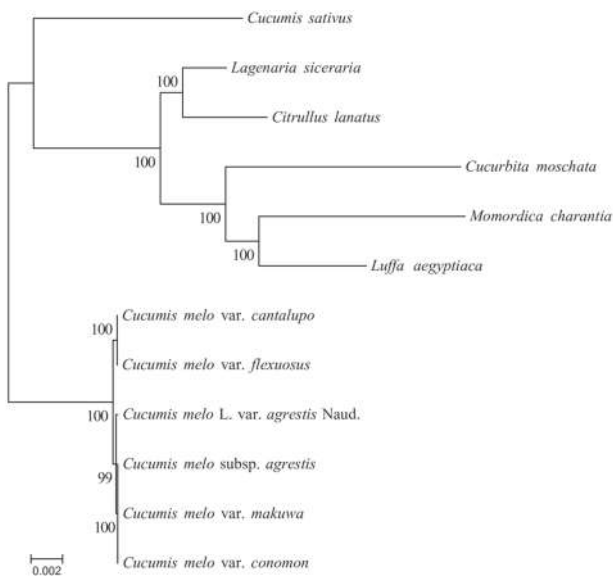 Cucumis sativus
Lagenaria siceraria
100
Citrullus lanatus
100
Cucurbita moschata
100
Momordica charantia
100
Luffa aegyptiaca
Cucumis melo var. cantalupo
100
Cucumis melo var. flexuosus
100
Cucumis melo L. var. agrestis Naud.
Cucumis melo subsp. agrestis
99
Cucumis melo var. makuwa
100
Cucumis melo var. conomon
0.002